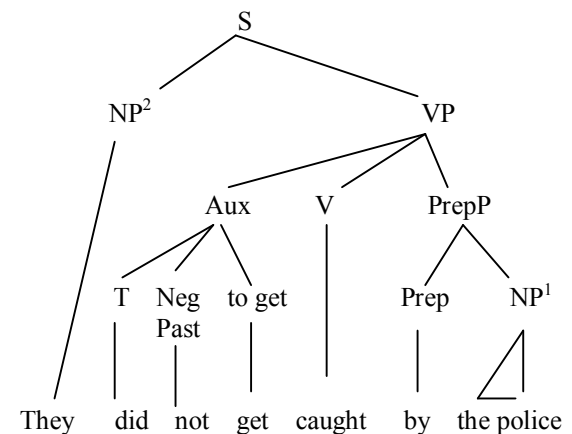 S
NP² VP
Aux V PrepP
T Neg to get Prep NP¹
Past
They did not get caught by the police